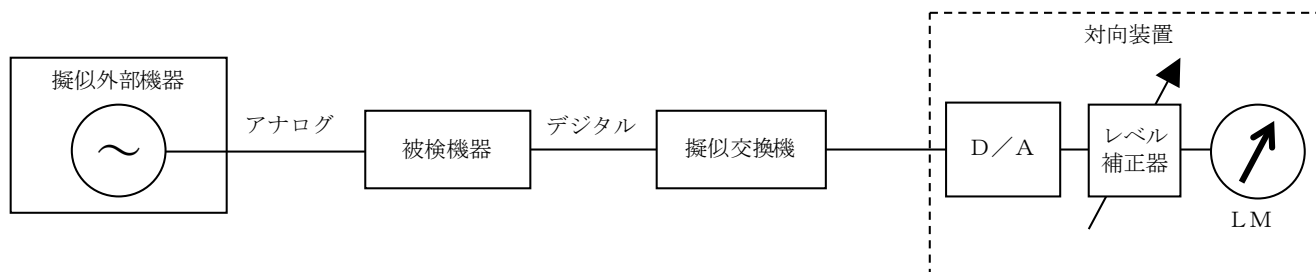 対向装置
擬似外部機器
アナログ
被検機器
デジタル
擬似交換機
D/A
レベル
補正器
LM